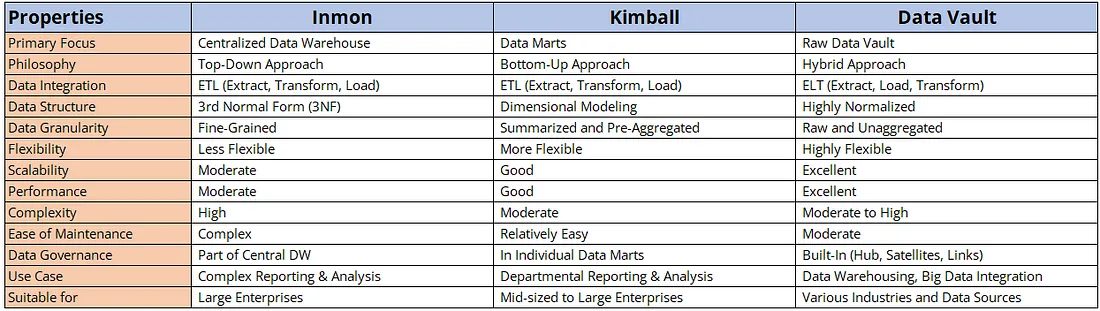 Properties Inmon Kimball Data Vault
Primary Focus Centralized Data Warehouse Data Marts Raw Data Vault
Philosophy Top-Down Approach Bottom-Up Approach Hybrid Approach
Data Integration ETL (Extract, Transform, Load) ETL (Extract, Transform, Load) ELT (Extract, Load, Transform)
Data Structure 3rd Normal Form (3NF) Dimensional Modeling Highly Normalized
Data Granularity Fine-Grained Summarized and Pre-Aggregated Raw and Unaggregated
Flexibility Less Flexible More Flexible Highly Flexible
Scalability Moderate Good Excellent
Performance Moderate Good Excellent
Complexity High Moderate Moderate to High
Ease of Maintenance Complex Relatively Easy Moderate
Data Governance Part of Central DW In Individual Data Marts Built-In (Hub, Satellites, Links)
Use Case Complex Reporting & Analysis Departmental Reporting & Analysis Data Warehousing, Big Data Integration
Suitable for Large Enterprises Mid-sized to Large Enterprises Various Industries and Data Sources